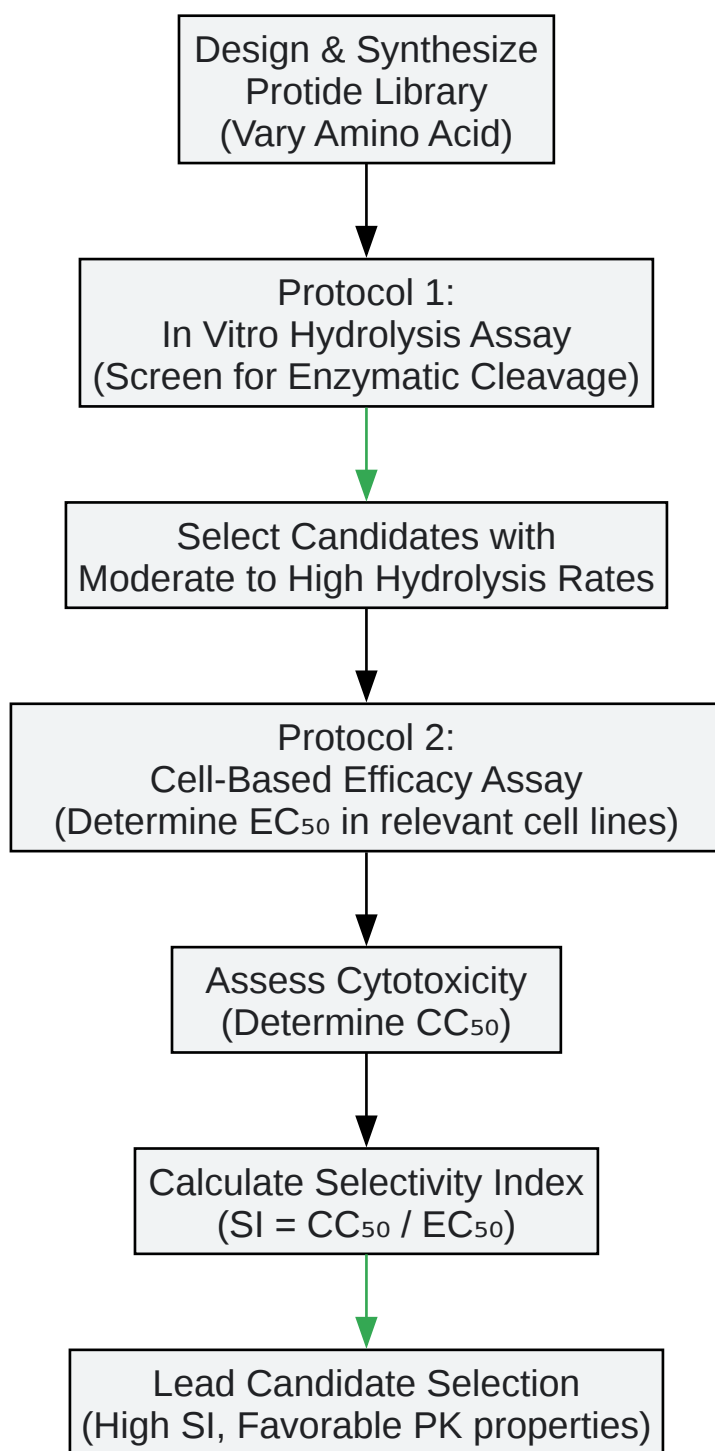 Design & Synthesize
Protide Library
(Vary Amino Acid)
Protocol 1:
In Vitro Hydrolysis Assay
(Screen for Enzymatic Cleavage)
Select Candidates with
Moderate to High Hydrolysis Rates
Protocol 2:
Cell-Based Efficacy Assay
(Determine EC₅₀ in relevant cell lines)
Assess Cytotoxicity
(Determine CC₅₀)
Calculate Selectivity Index
(SI = CC₅₀ / EC₅₀)
Lead Candidate Selection
(High SI, Favorable PK properties)